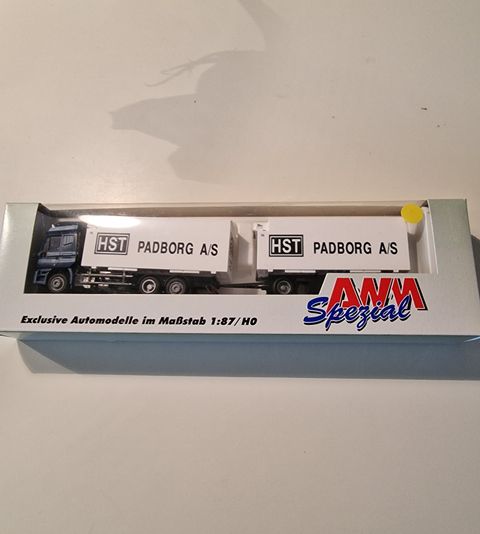 HST PADBORG A/S
HST PADBORG A/S
AWM
Spezial
Exclusive Automodelle im Maßstab 1:87/H0